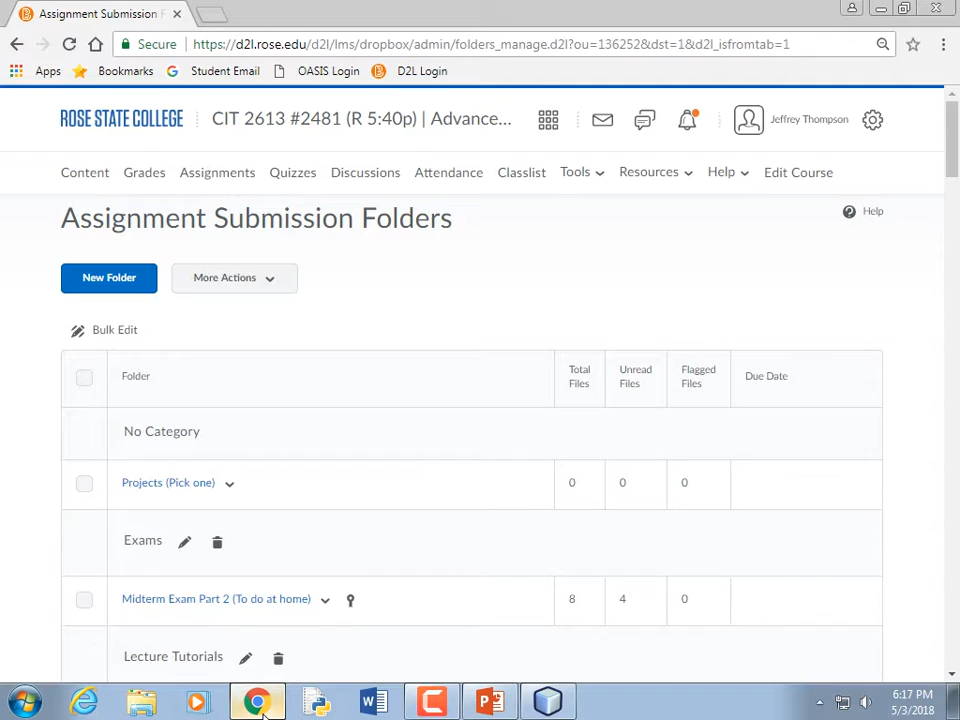 Assignment Submission F
Secure
https://d2l.rose.edu/d2l/lms/dropbox/admin/folders_manage.d2l?ou=136252&dst=1&d2l_isfromtab=1
Apps
Bookmarks
Student Email
OASIS Login
D2L Login
ROSE STATE COLLEGE
CIT 2613 #2481 (R 5:40p) | Advance...
Jeffrey Thompson
Content
Grades
Assignments
Quizzes
Discussions
Attendance
Classlist
Tools
Resources
Help
Edit Course
Assignment Submission Folders
Help
New Folder
More Actions
Bulk Edit
Folder
Total
Files
Unread
Files
Flagged
Files
Due Date
No Category
Projects (Pick one)
0
0
0
Exams
Midterm Exam Part 2 (To do at home)
8
4
0
Lecture Tutorials
6:17 PM
5/3/2018